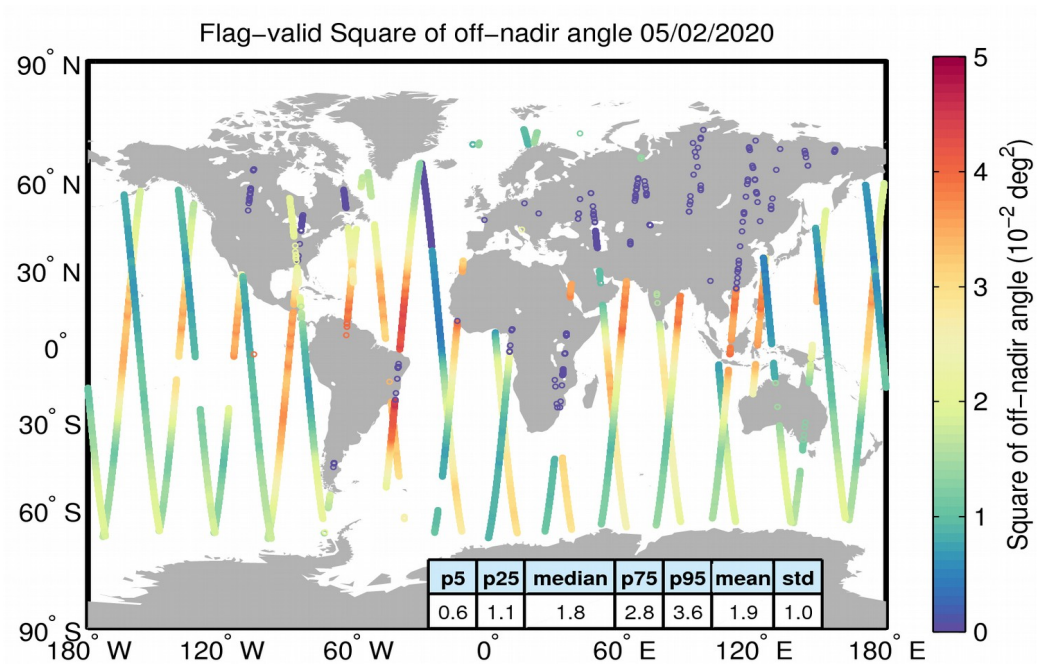 Flag−valid Square of off−nadir angle 05/02/2020
90° N
60° N
30° N
0°
30° S
60° S
90° S
180° W
120° W
60° W
0°
60° E
120° E
180° E
5
4
3
2
1
0
Square of off−nadir angle (10⁻² deg²)
p5 p25 median p75 p95 mean std
0.6 1.1 1.8 2.8 3.6 1.9 1.0